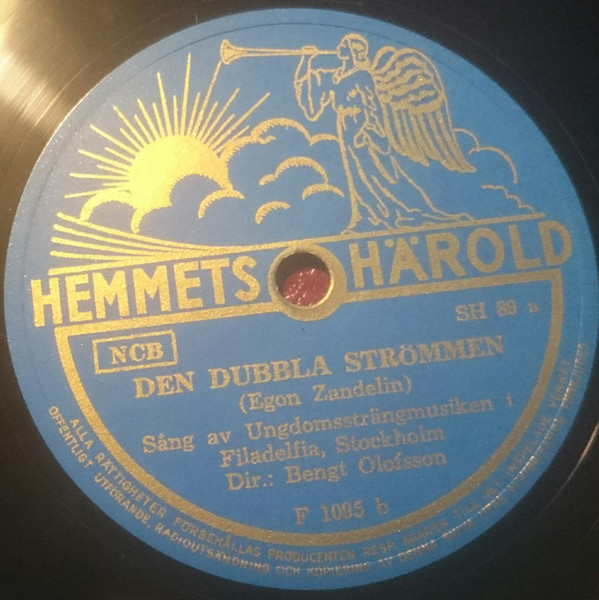 HEMMETS HÄROLD
SH 89
NCB
DEN DUBBLA STRÖMMEN
(Egon Zandelin)
Sång av Ungdomssträngmusiken i
Filadelfia, Stockholm
Dir.: Bengt Olofsson
F 1095 b
ALLA RÄTTIGHETER FÖRBEHÅLLAS PRODUCENTEN RESP. ÄGAREN TILL DET INSPELADE VERKET.
OFFENTLIGT UTFÖRANDE, RADIOUTSÄNDNING OCH KOPIERING AV DENNA